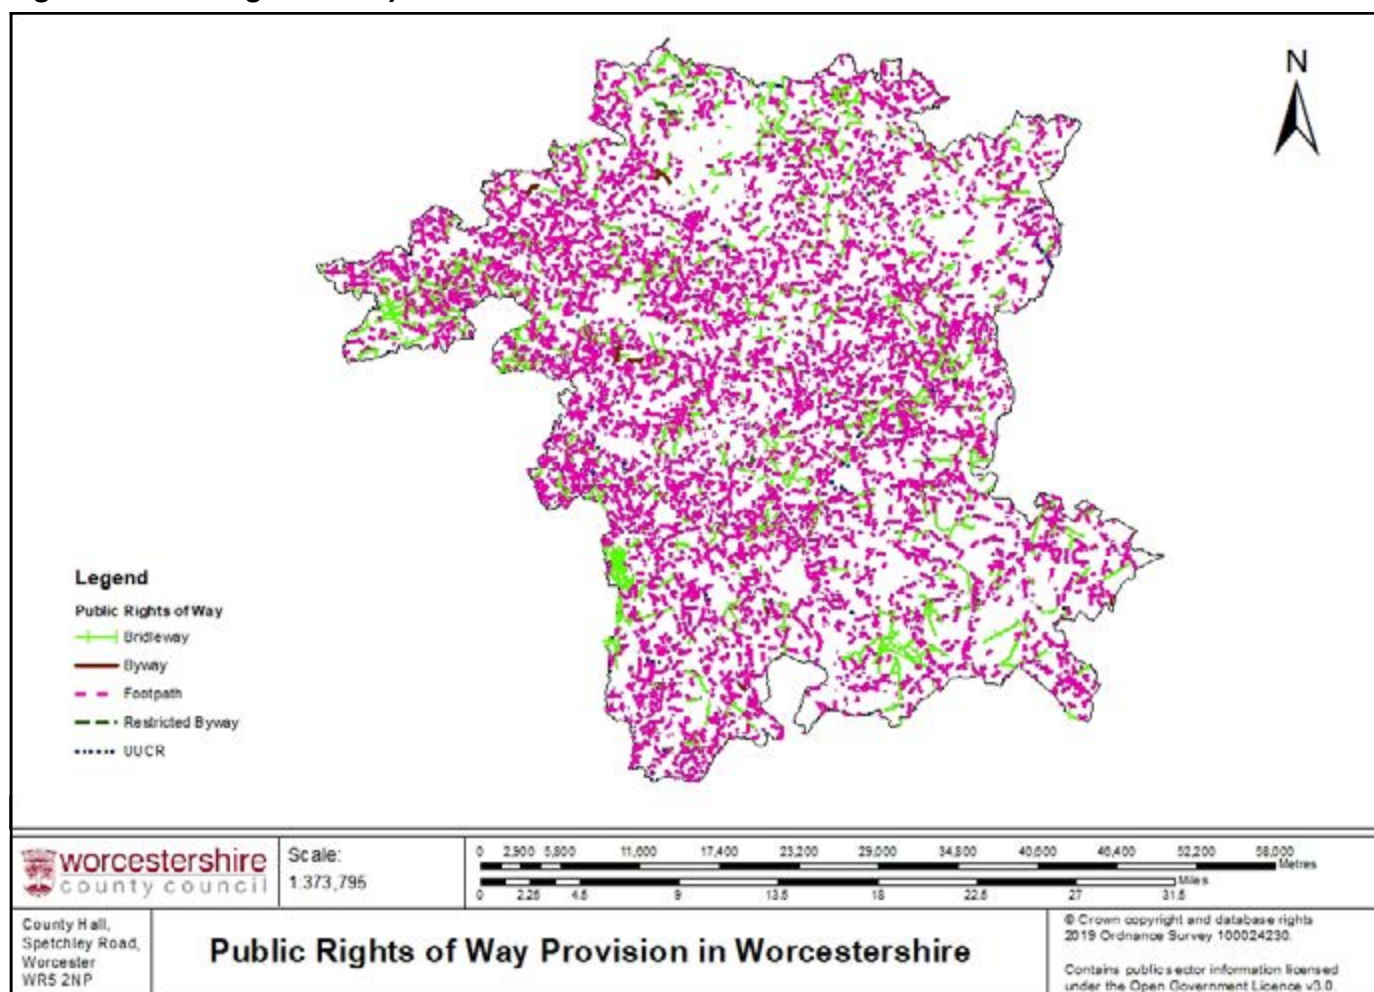 N
Legend
Public Rights of Way
Bridleway
Byway
Footpath
Restricted Byway
UUCR
worcestershire
county council
Scale:
1:373,795
0 2,900 5,800 11,600 17,400 23,200 29,000 34,800 40,600 46,400 52,200 58,000
Metres
Miles
0 2.25 4.5 9 13.5 18 22.5 27 31.5
County Hall,
Spetchley Road,
Worcester
WR5 2NP
Public Rights of Way Provision in Worcestershire
© Crown copyright and database rights
2019 Ordnance Survey 100024230.
Contains public sector information licensed
under the Open Government Licence v3.0.